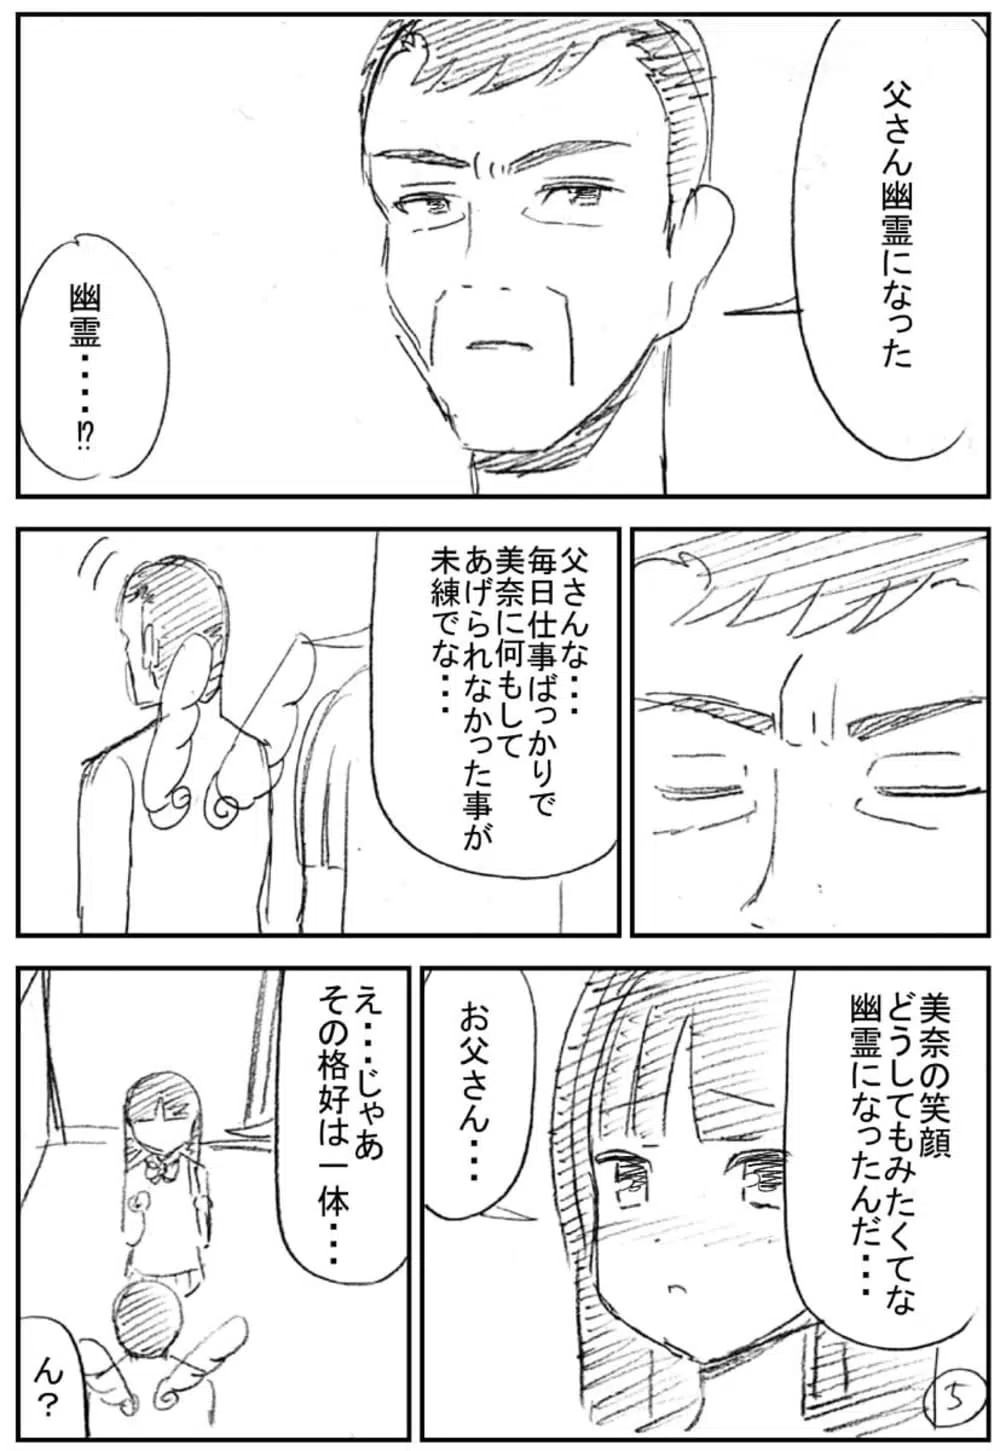 父さん幽霊になった
幽霊・・・・⁉
父さんな・・・
毎日仕事ばっかりで
美奈に何もして
あげられなかった事が
未練でな・・・
美奈の笑顔
どうしてもみたくてな
幽霊になったんだ・・・
お父さん・・・
え・・・じゃあ
その格好は一体・・・
ん？
5